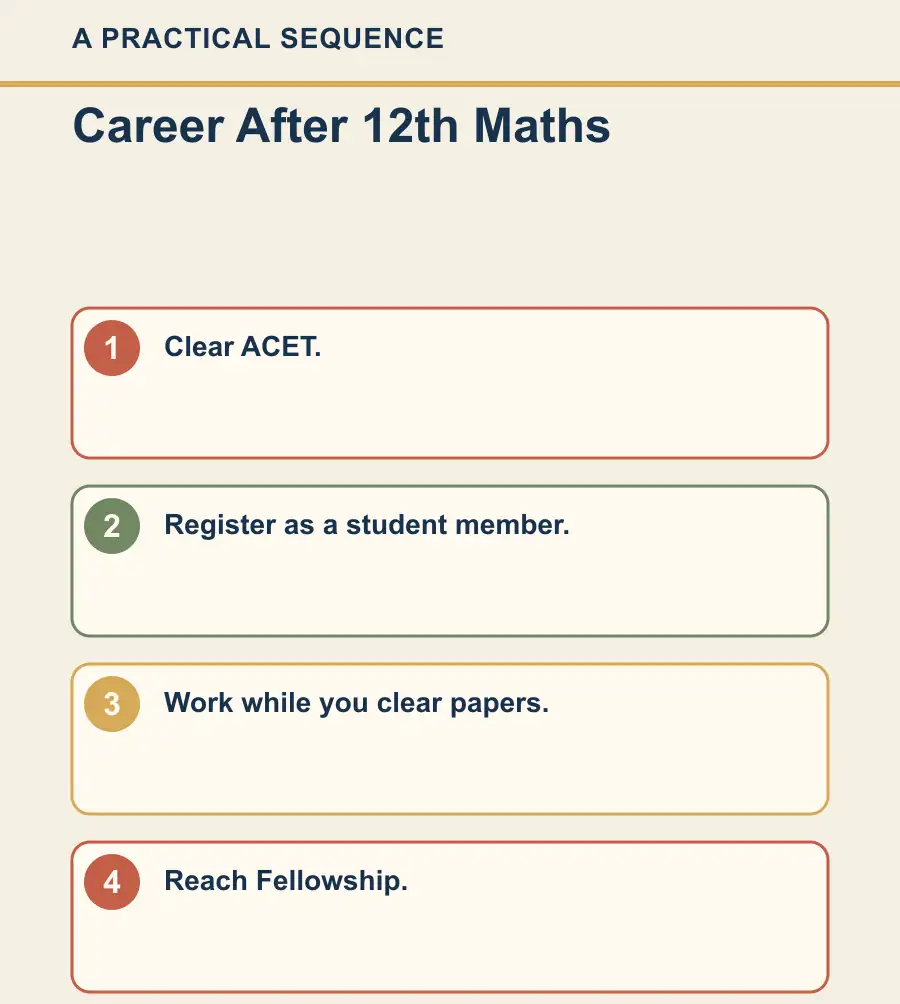 A PRACTICAL SEQUENCE
Career After 12th Maths
1
Clear ACET.
2
Register as a student member.
3
Work while you clear papers.
4
Reach Fellowship.